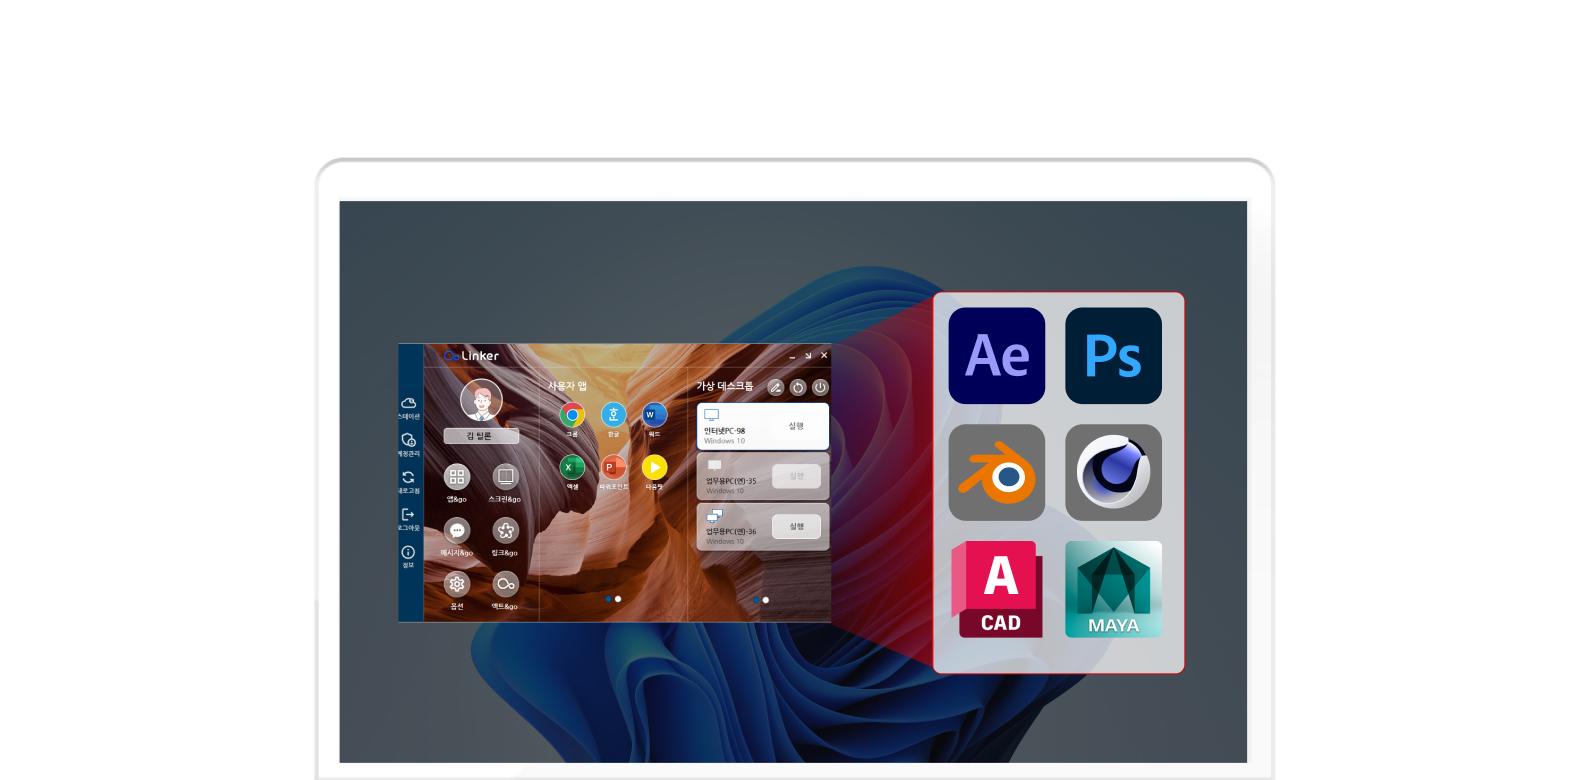 Linker
스테이션
계정관리
새로고침
로그아웃
정보
김 틸론
앱&go
스크린&go
메시지&go
링크&go
옵션
액트&go
사용자 앱
크롬
한글
워드
W
엑셀
X
파워포인트
P
다음팟
가상 데스크톱
인터넷PC-98
Windows 10
실행
업무용PC(엔)-35
Windows 10
실행
업무용PC(엔)-36
Windows 10
실행
Ae
Ps
A
CAD
MAYA